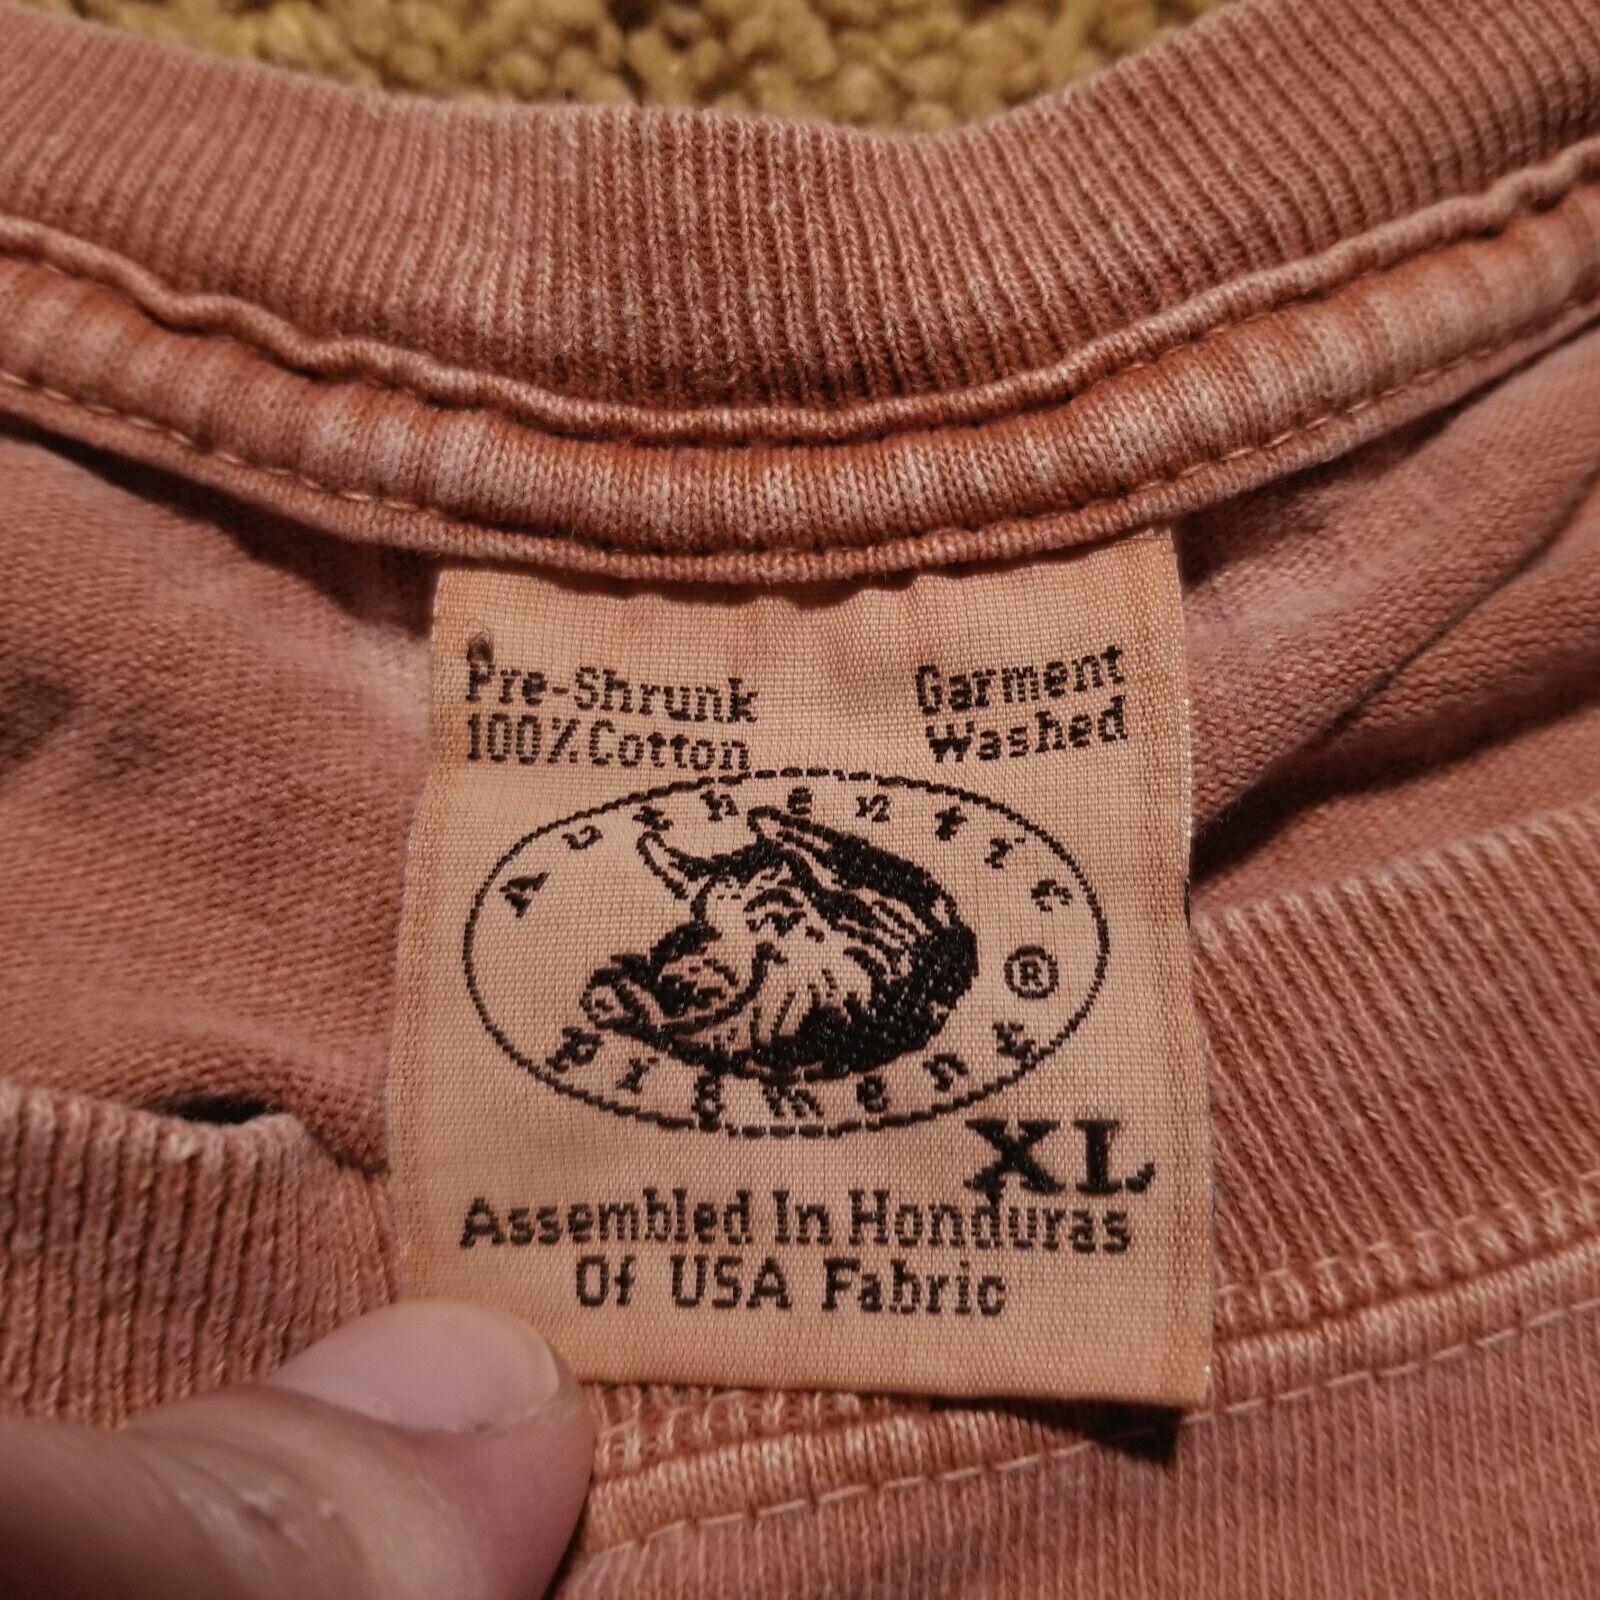 Pre-Shrunk
100% Cotton
Garment
Washed
Authentic
Pigment ®
XL
Assembled In Honduras
Of USA Fabric